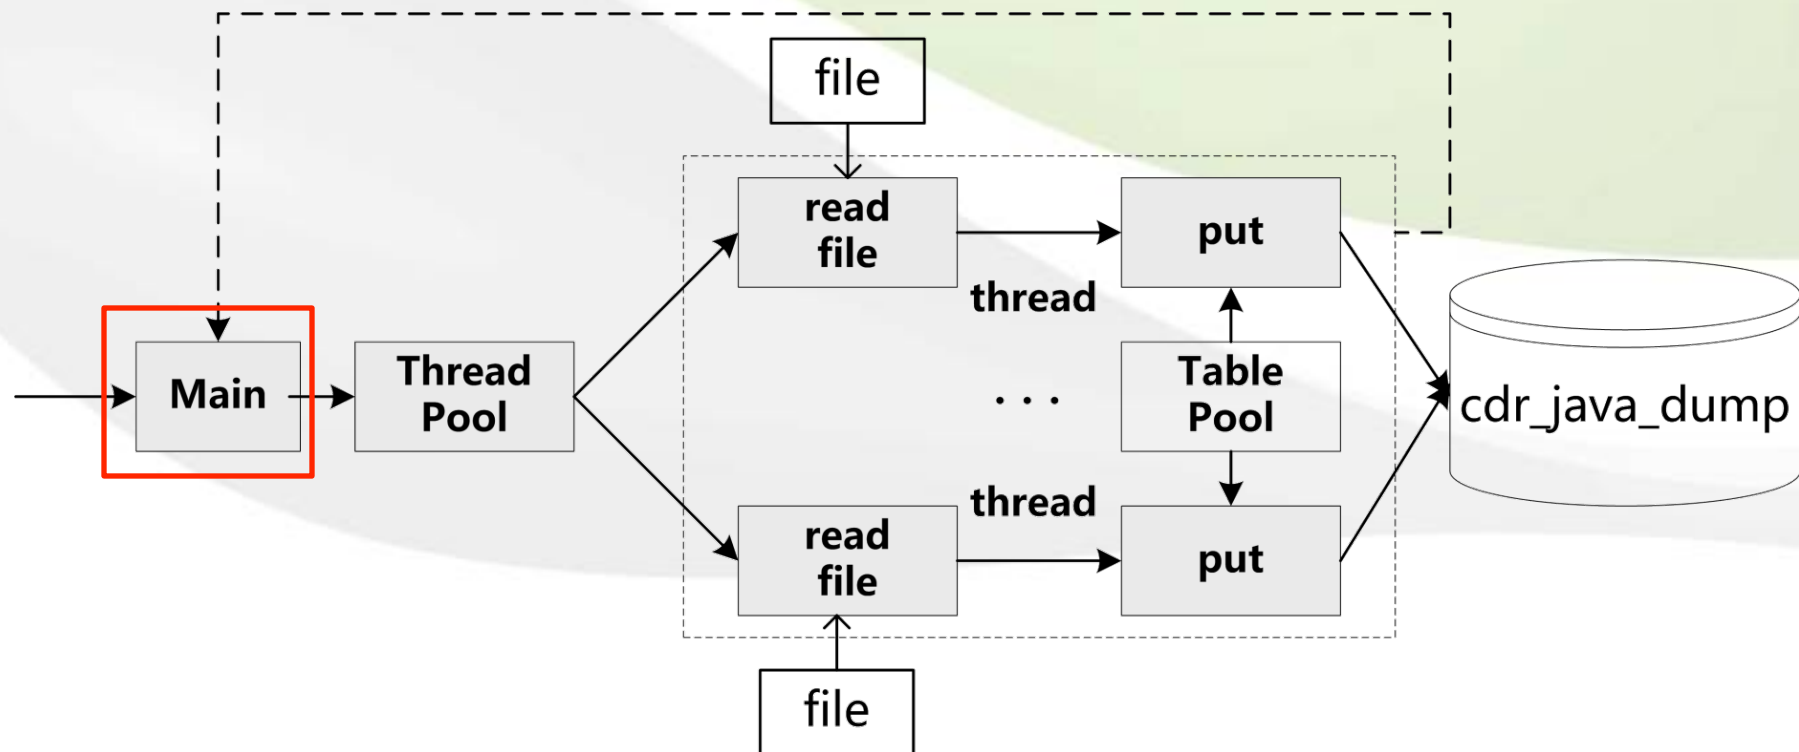 file
read
file
put
thread
Main
Thread
Pool
. . .
Table
Pool
cdr_java_dump
thread
read
file
put
file